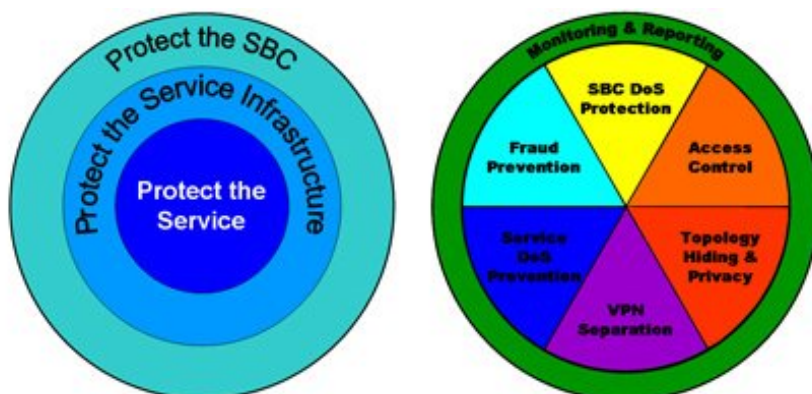 Protect the SBC
Protect the Service Infrastructure
Protect the
Service
Monitoring & Reporting
SBC DoS
Protection
Access
Control
Topology
Hiding &
Privacy
VPN
Separation
Service
DoS
Prevention
Fraud
Prevention